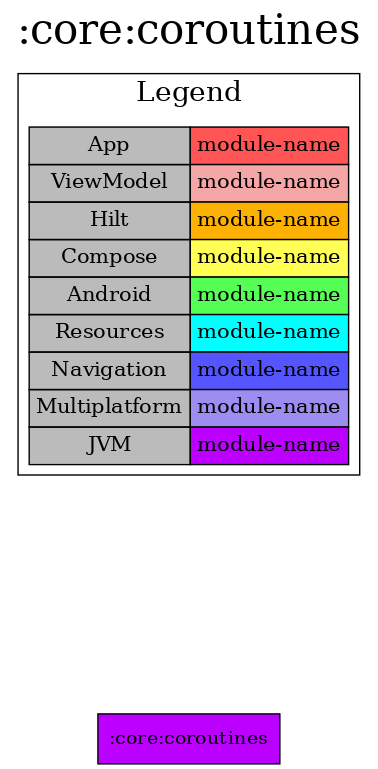 :core:coroutines
Legend
App module-name
ViewModel module-name
Hilt module-name
Compose module-name
Android module-name
Resources module-name
Navigation module-name
Multiplatform module-name
JVM module-name
:core:coroutines